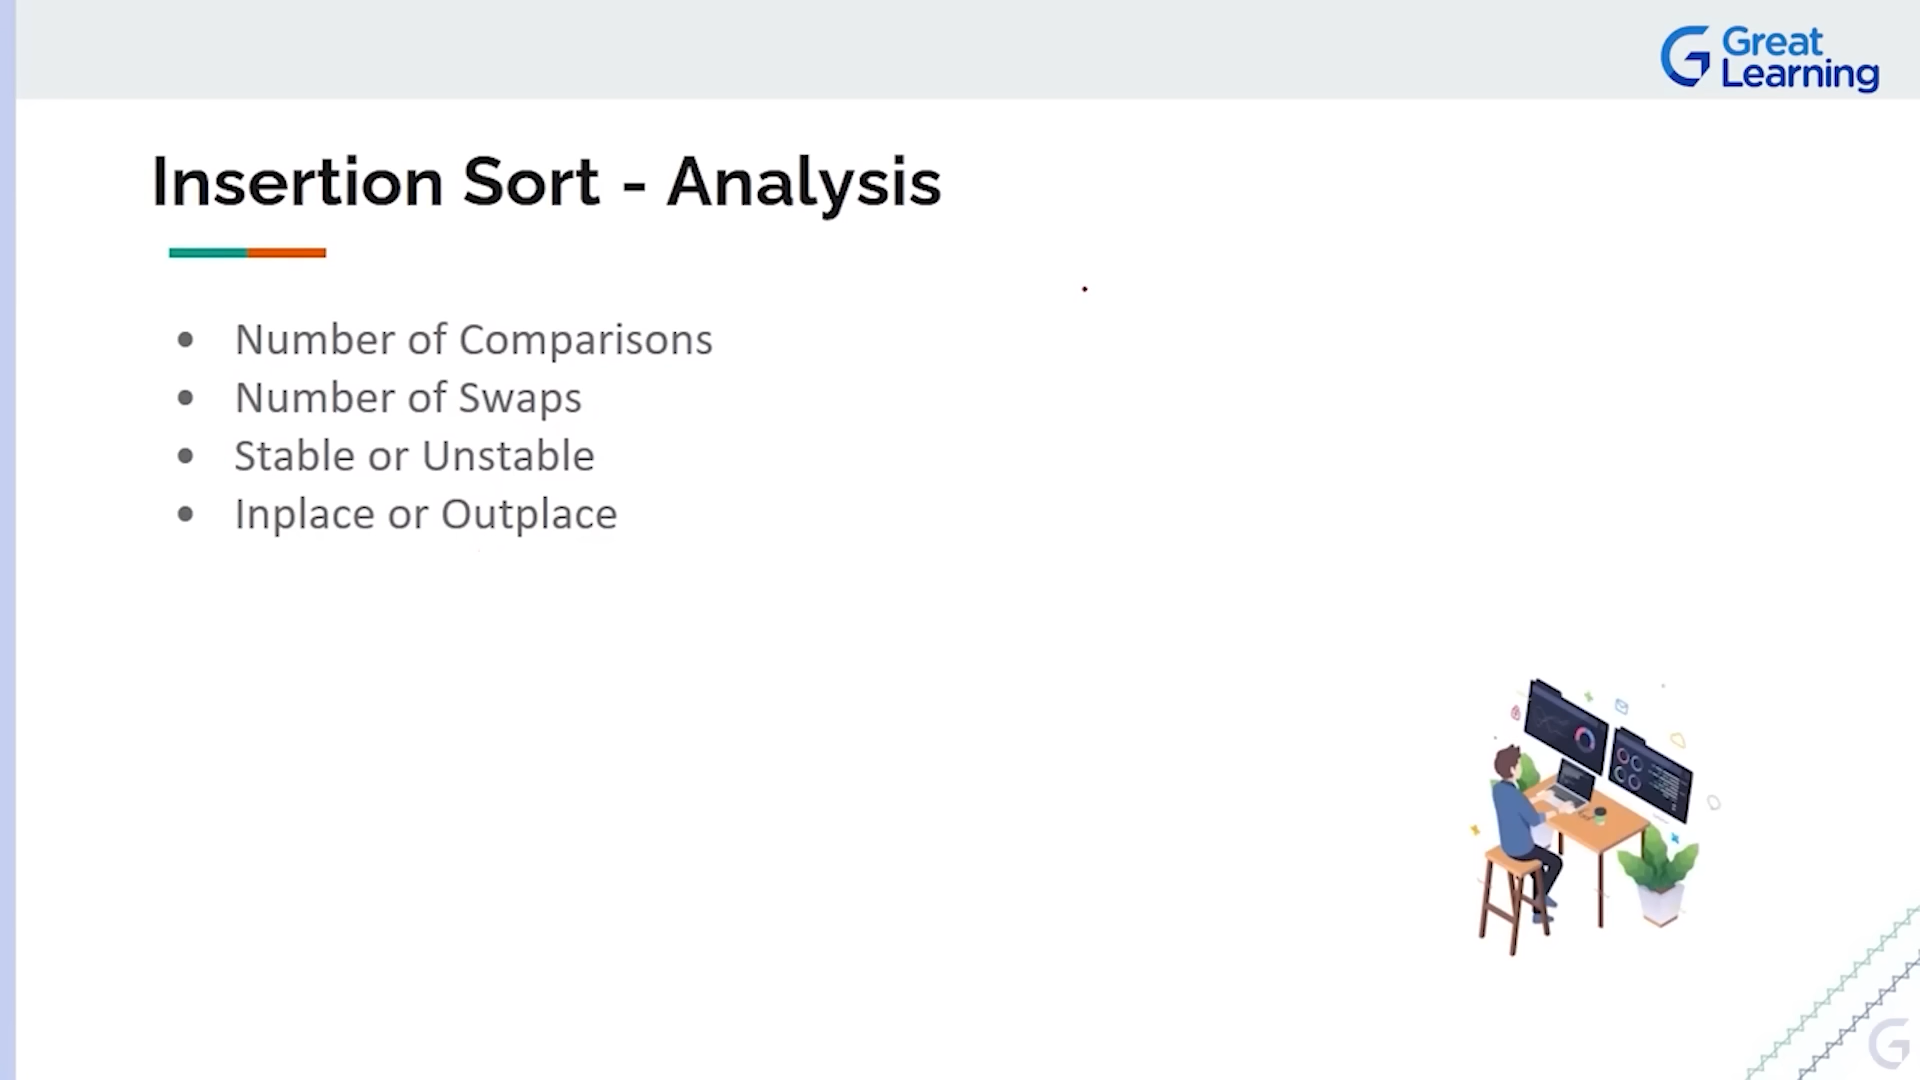 Great
Learning
Insertion Sort - Analysis
• Number of Comparisons
• Number of Swaps
• Stable or Unstable
• Inplace or Outplace